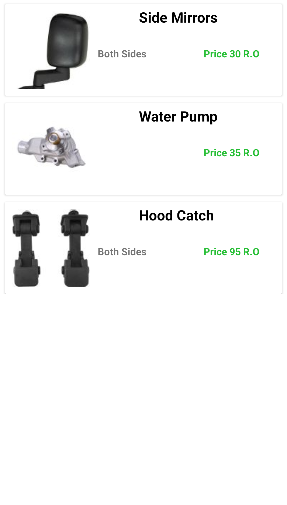 Side Mirrors
Both Sides Price 30 R.O
Water Pump
Price 35 R.O
Hood Catch
Both Sides Price 95 R.O